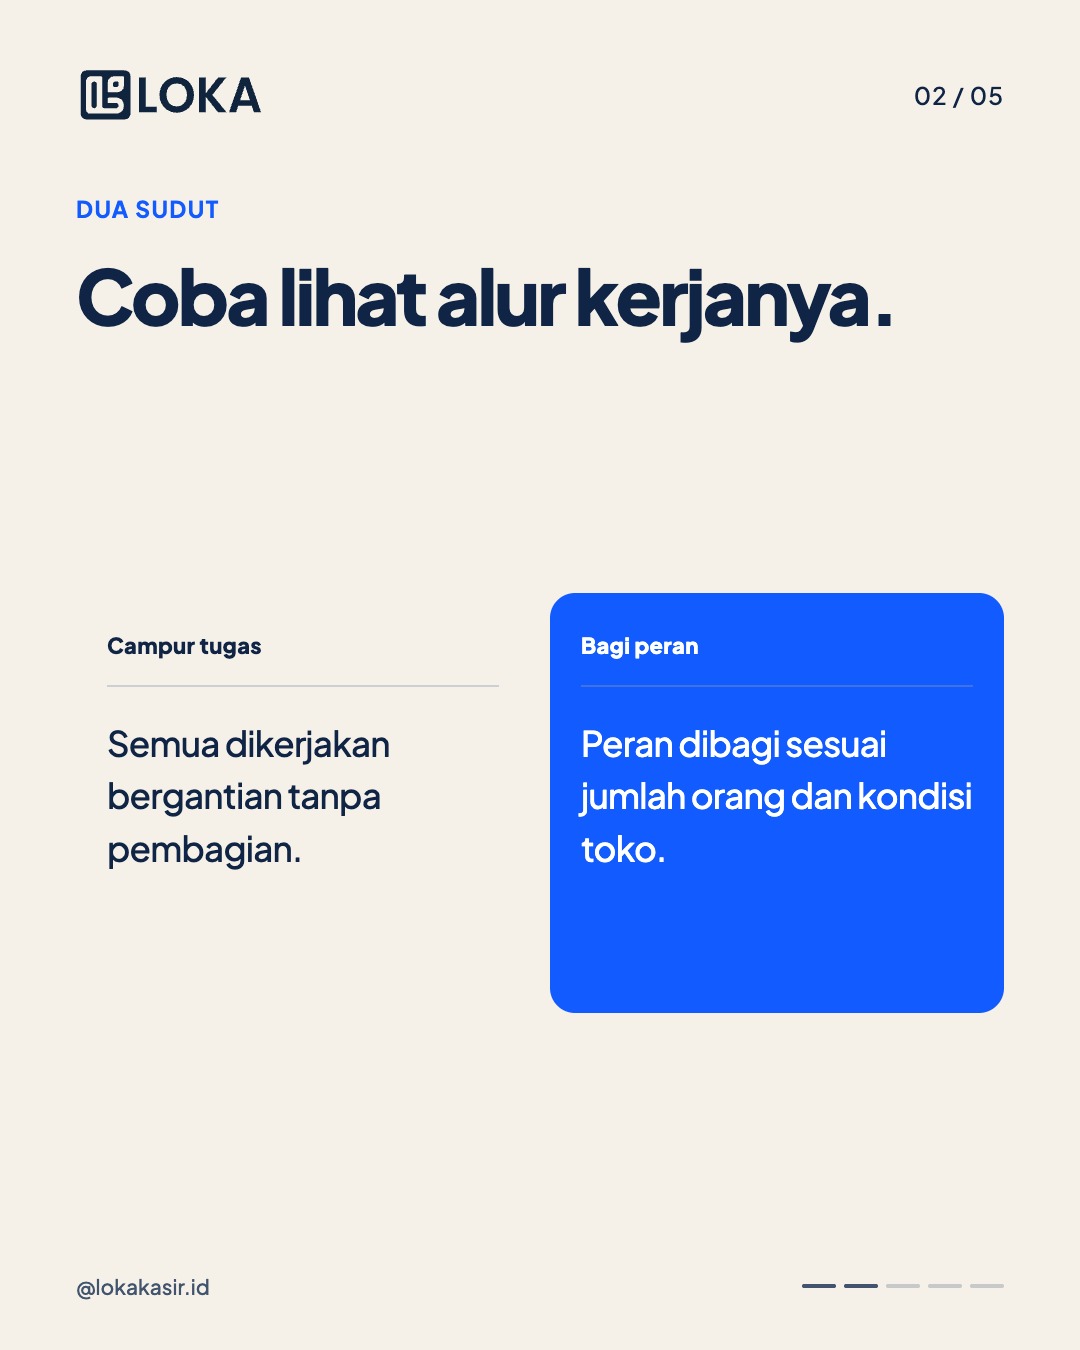 LOKA
02 / 05
DUA SUDUT
Coba lihat alur kerjanya.
Campur tugas
Semua dikerjakan
bergantian tanpa
pembagian.
Bagi peran
Peran dibagi sesuai
jumlah orang dan kondisi
toko.
@lokakasir.id